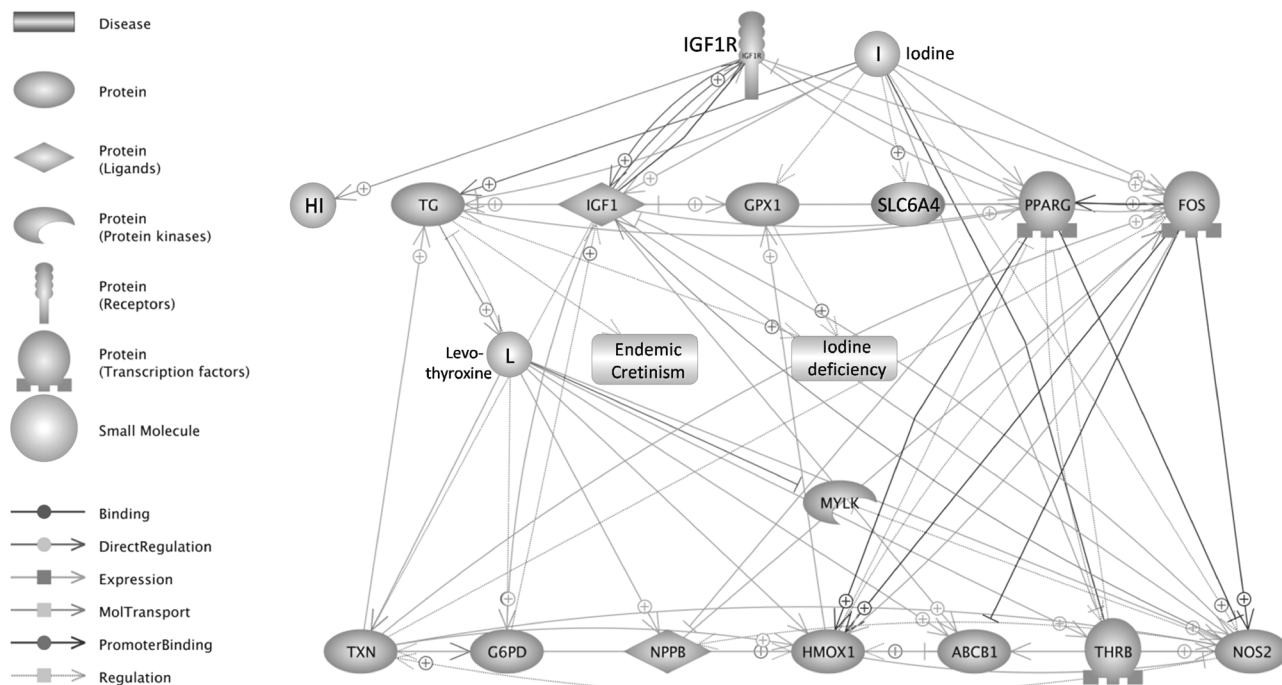 Disease
Protein
Protein
(Ligands)
Protein
(Protein kinases)
Protein
(Receptors)
Protein
(Transcription factors)
Small Molecule
Binding
DirectRegulation
Expression
MolTransport
PromoterBinding
Regulation
IGF1R
IGF1R
I
Iodine
HI
TG
IGF1
GPX1
SLC6A4
PPARG
FOS
Levo-
thyroxine
L
Endemic
Cretinism
Iodine
deficiency
MYLK
TXN
G6PD
NPPB
HMOX1
ABCB1
THRB
NOS2